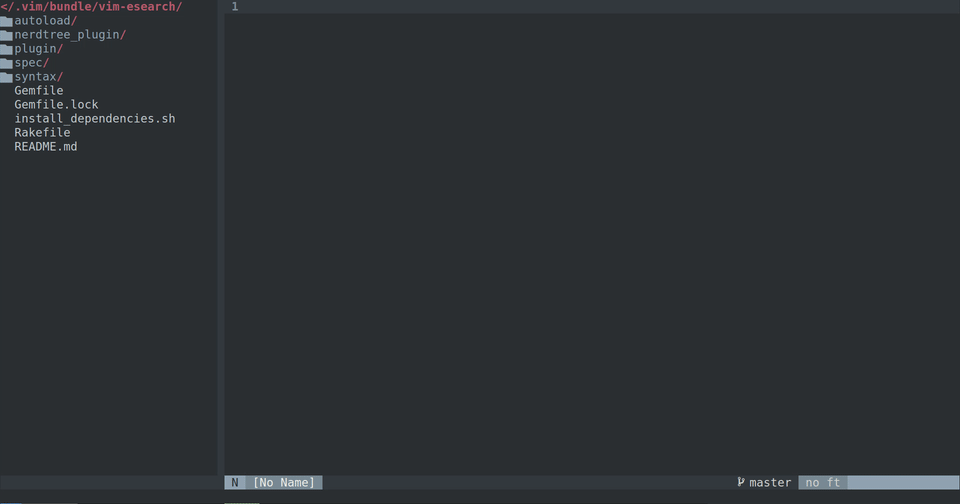 </.vim/bundle/vim-esearch/
autoload/
nerdtree_plugin/
plugin/
spec/
syntax/
Gemfile
Gemfile.lock
install_dependencies.sh
Rakefile
README.md
1
N [No Name] master no ft